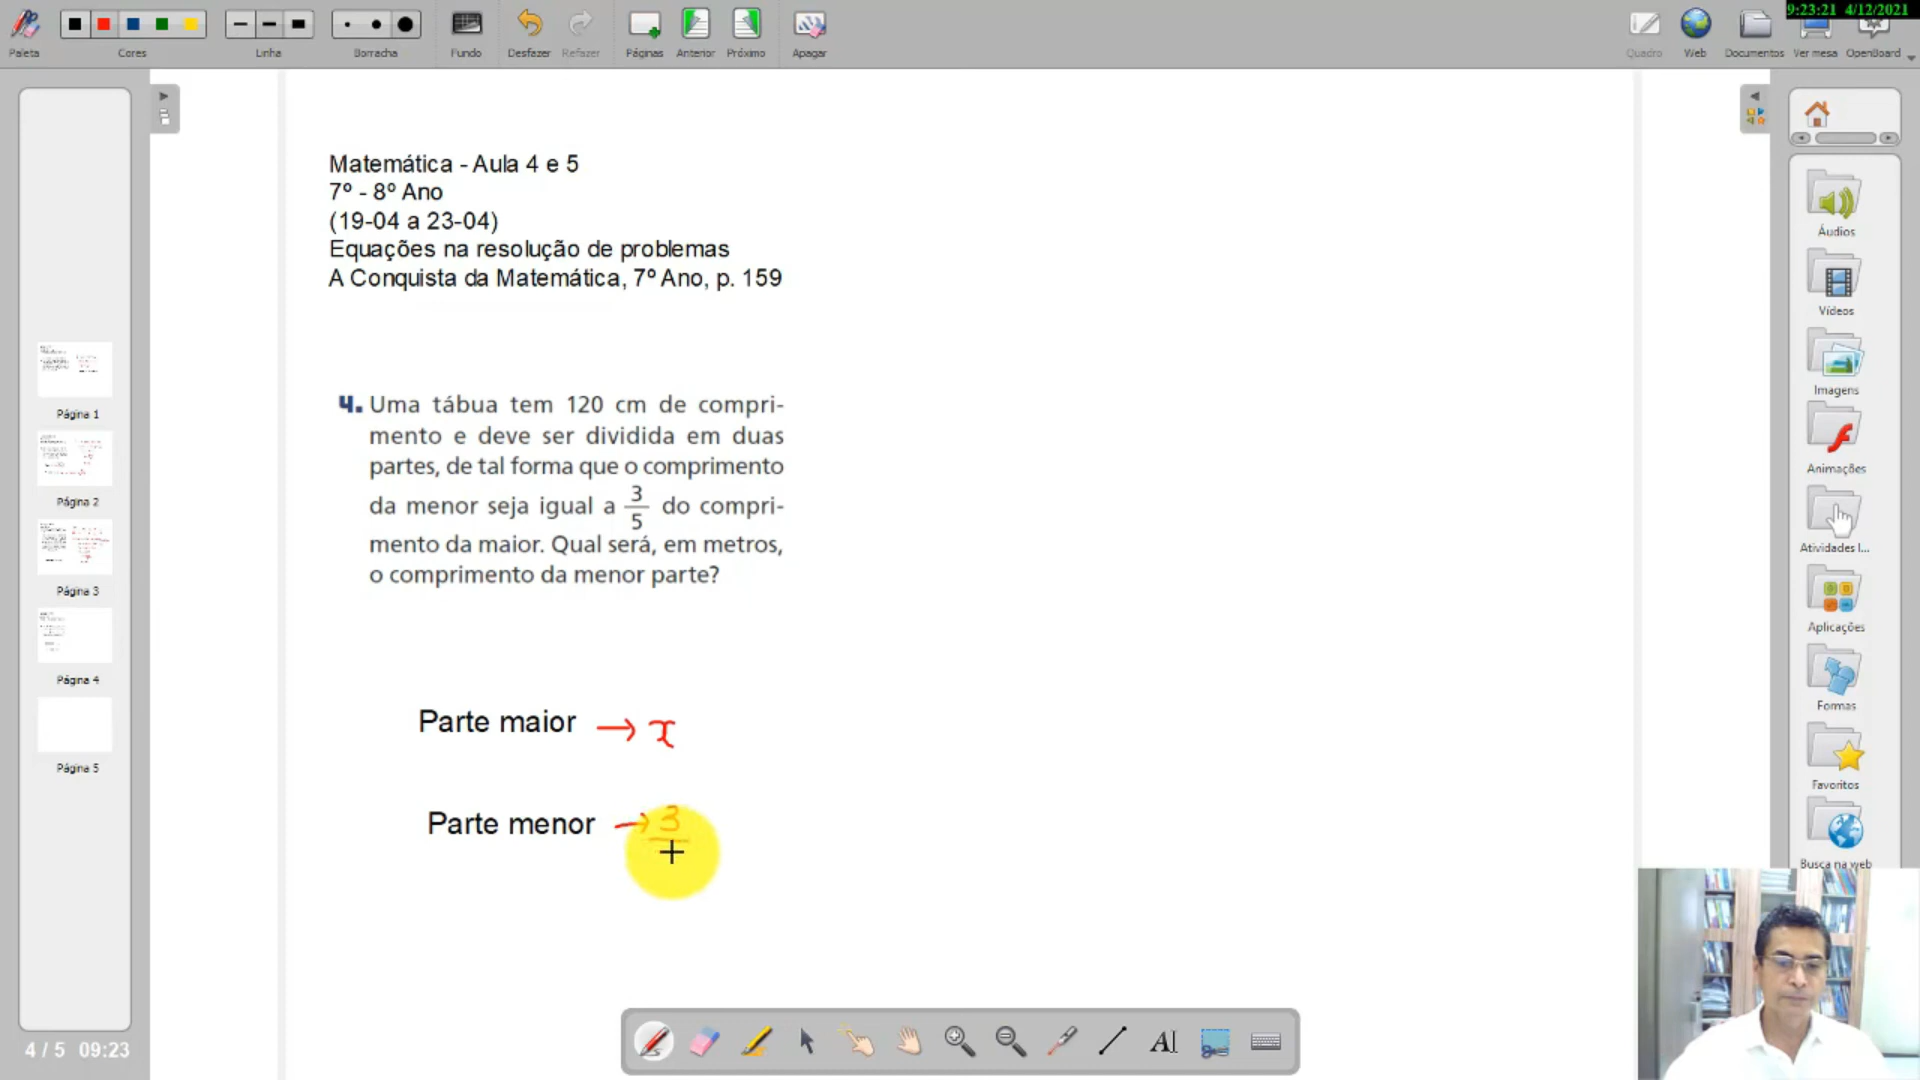 9:23:21 4/12/2021
Paleta
Cores
Linha
Borracha
Fundo
Desfazer
Refazer
Páginas
Anterior
Próximo
Apagar
Quadro
Web
Documentos
Ver mesa
OpenBoard
Matemática - Aula 4 e 5
7º - 8º Ano
(19-04 a 23-04)
Equações na resolução de problemas
A Conquista da Matemática, 7º Ano, p. 159
4. Uma tábua tem 120 cm de compri-
mento e deve ser dividida em duas
partes, de tal forma que o comprimento
da menor seja igual a 3/5 do compri-
mento da maior. Qual será, em metros,
o comprimento da menor parte?
Parte maior → x
Parte menor → 3
Página 1
Página 2
Página 3
Página 4
Página 5
4 / 5 09:23
Áudios
Vídeos
Imagens
Animações
Atividades I...
Aplicações
Formas
Favoritos
Busca na web
AI